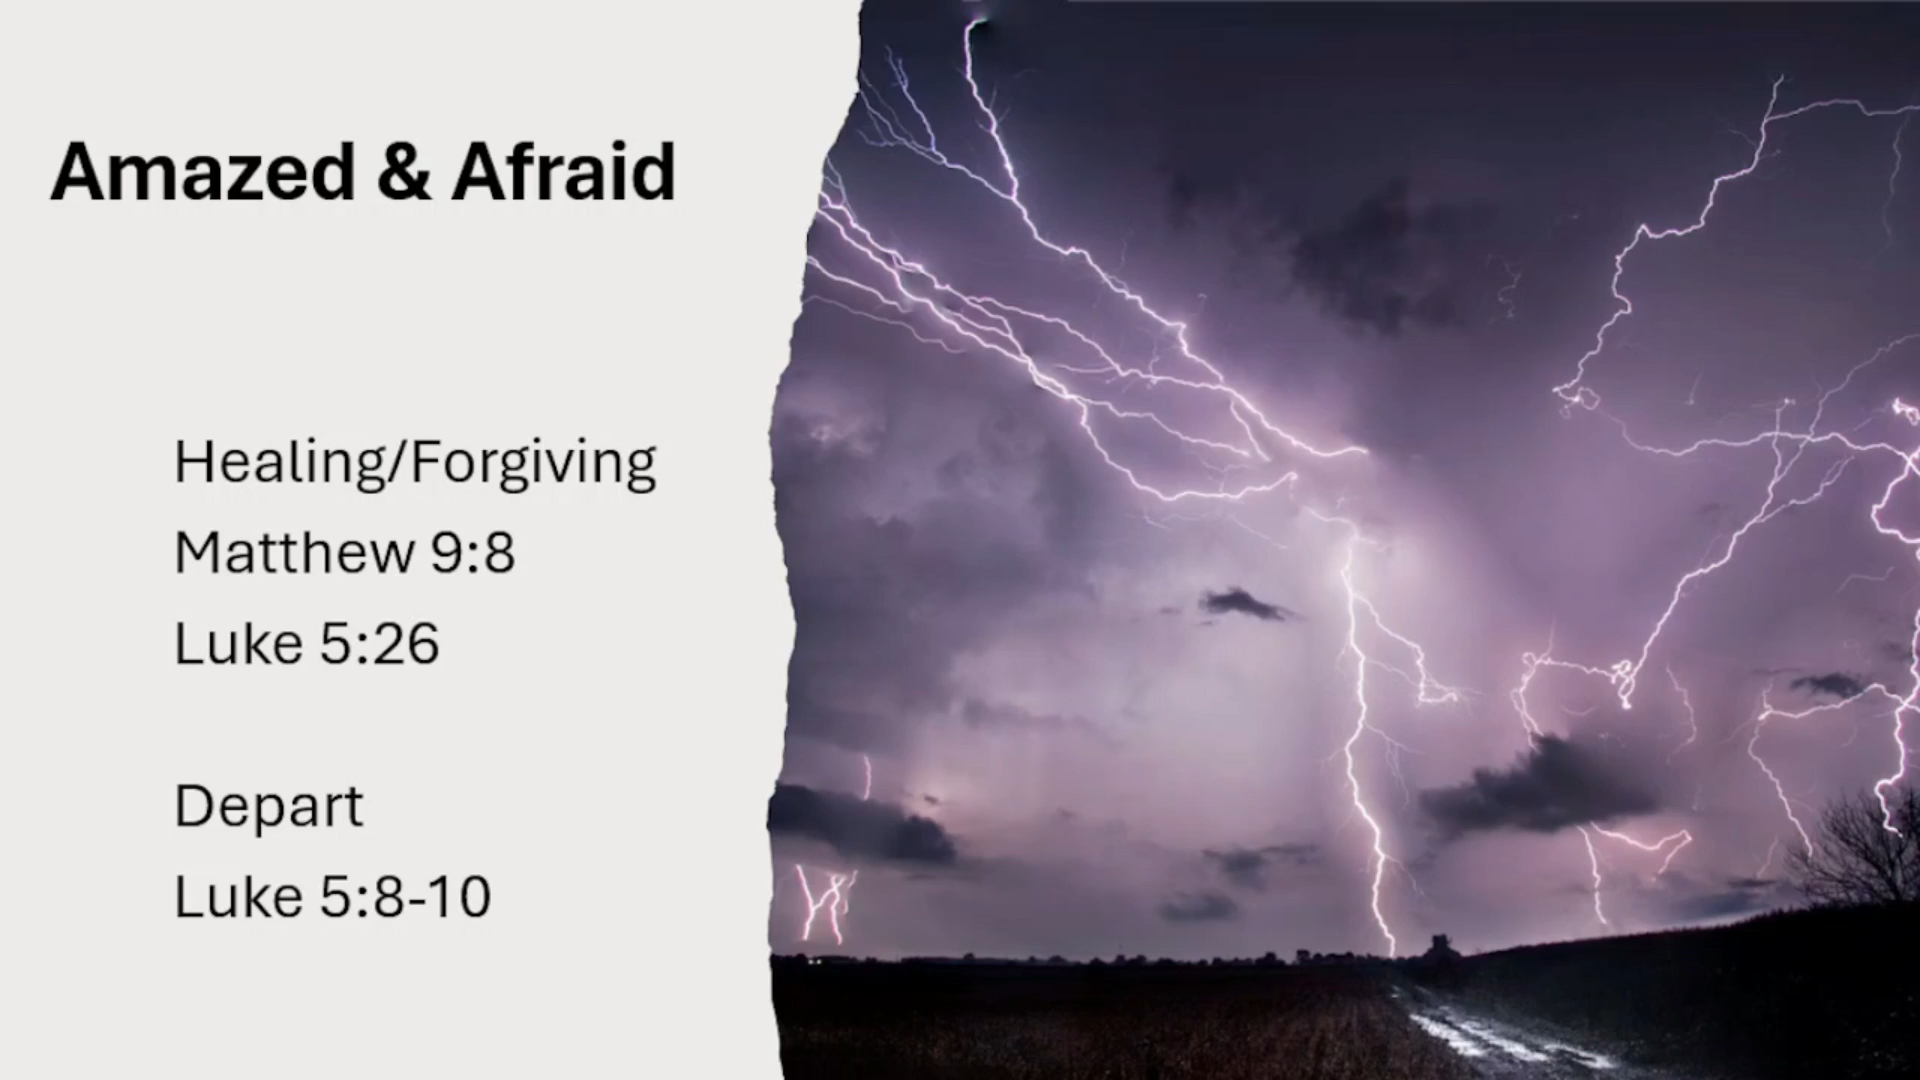 Amazed & Afraid
Healing/Forgiving
Matthew 9:8
Luke 5:26
Depart
Luke 5:8-10